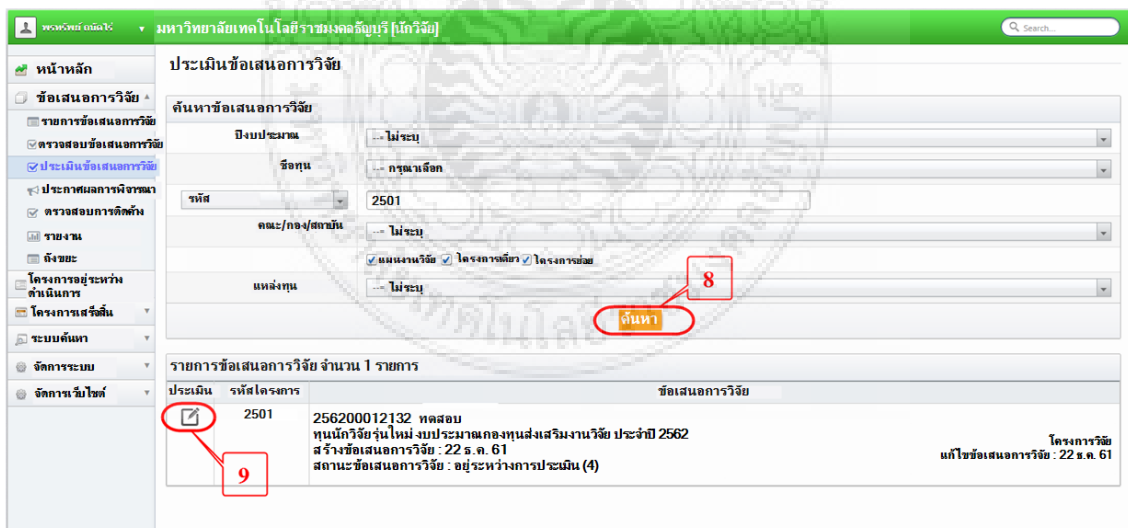 มหาวิทยาลัยเทคโนโลยีราชมงคลธัญบุรี [นักวิจัย]
Search...
หน้าหลัก
ข้อเสนอการวิจัย
รายการข้อเสนอการวิจัย
ตรวจสอบข้อเสนอการวิจัย
ประเมินข้อเสนอการวิจัย
ประกาศผลการพิจารณา
ตรวจสอบการติดค้าง
รายงาน
ถังขยะ
โครงการอยู่ระหว่าง
ดำเนินการ
โครงการเสร็จสิ้น
ระบบค้นหา
จัดการระบบ
จัดการเว็บไซต์
ประเมินข้อเสนอการวิจัย
ค้นหาข้อเสนอการวิจัย
ปีงบประมาณ
--- ไม่ระบุ
ชื่อทุน
--- กรุณาเลือก
รหัส
2501
คณะ/กอง/สถาบัน
--- ไม่ระบุ
แผนงานวิจัย โครงการเดี่ยว โครงการย่อย
แหล่งทุน
--- ไม่ระบุ
8
ค้นหา
รายการข้อเสนอการวิจัย จำนวน 1 รายการ
ประเมิน รหัสโครงการ ข้อเสนอการวิจัย
2501
256200012132 ทดสอบ
ทุนนักวิจัยรุ่นใหม่ งบประมาณกองทุนส่งเสริมงานวิจัย ประจำปี 2562
สร้างข้อเสนอการวิจัย : 22 ธ.ค. 61
สถานะข้อเสนอการวิจัย : อยู่ระหว่างการประเมิน (4)
โครงการวิจัย
แก้ไขข้อเสนอการวิจัย : 22 ธ.ค. 61
9